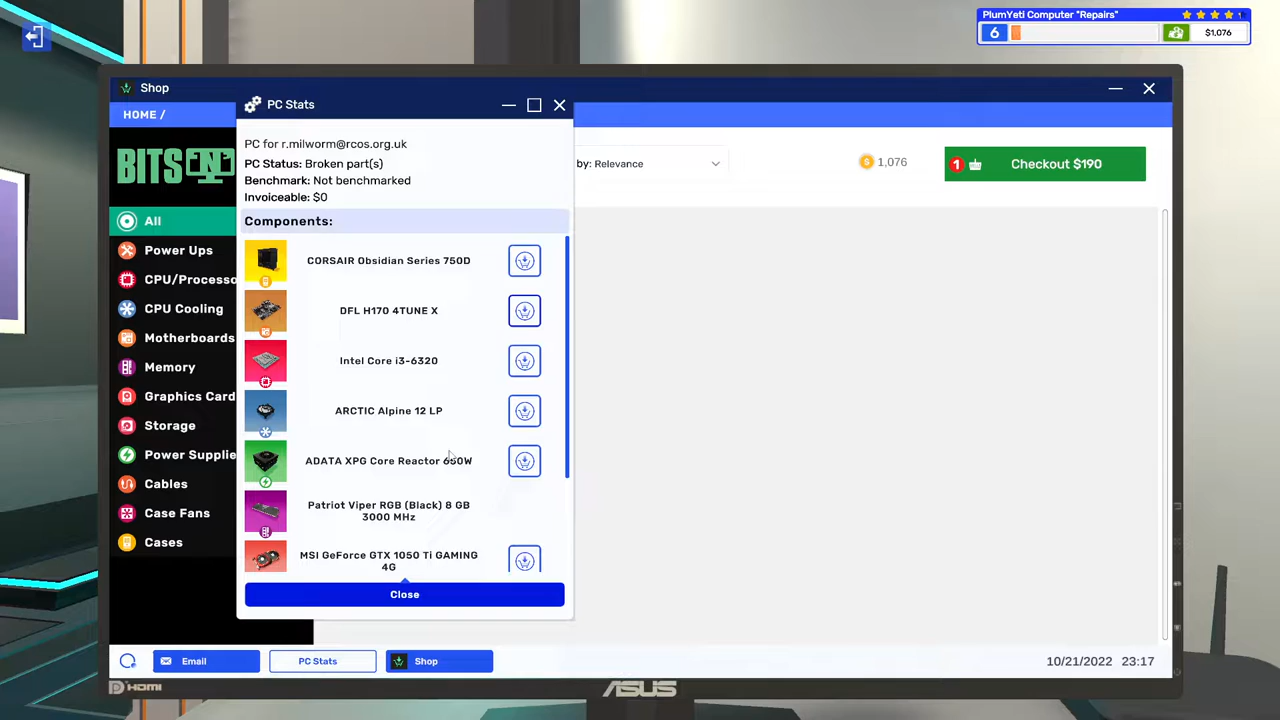 PlumYeti Computer "Repairs"
6
$1,076
Shop
HOME /
PC Stats
PC for r.milworm@rcos.org.uk
PC Status: Broken part(s)
Benchmark: Not benchmarked
Invoiceable: $0
Components:
CORSAIR Obsidian Series 750D
DFL H170 4TUNE X
Intel Core i3-6320
ARCTIC Alpine 12 LP
ADATA XPG Core Reactor 650W
Patriot Viper RGB (Black) 8 GB
3000 MHz
MSI GeForce GTX 1050 Ti GAMING
4G
Close
BITS
by: Relevance
1,076
1
Checkout $190
All
Power Ups
CPU/Processo
CPU Cooling
Motherboards
Memory
Graphics Card
Storage
Power Supplie
Cables
Case Fans
Cases
Email
PC Stats
Shop
10/21/2022 23:17
HDMI
ASUS